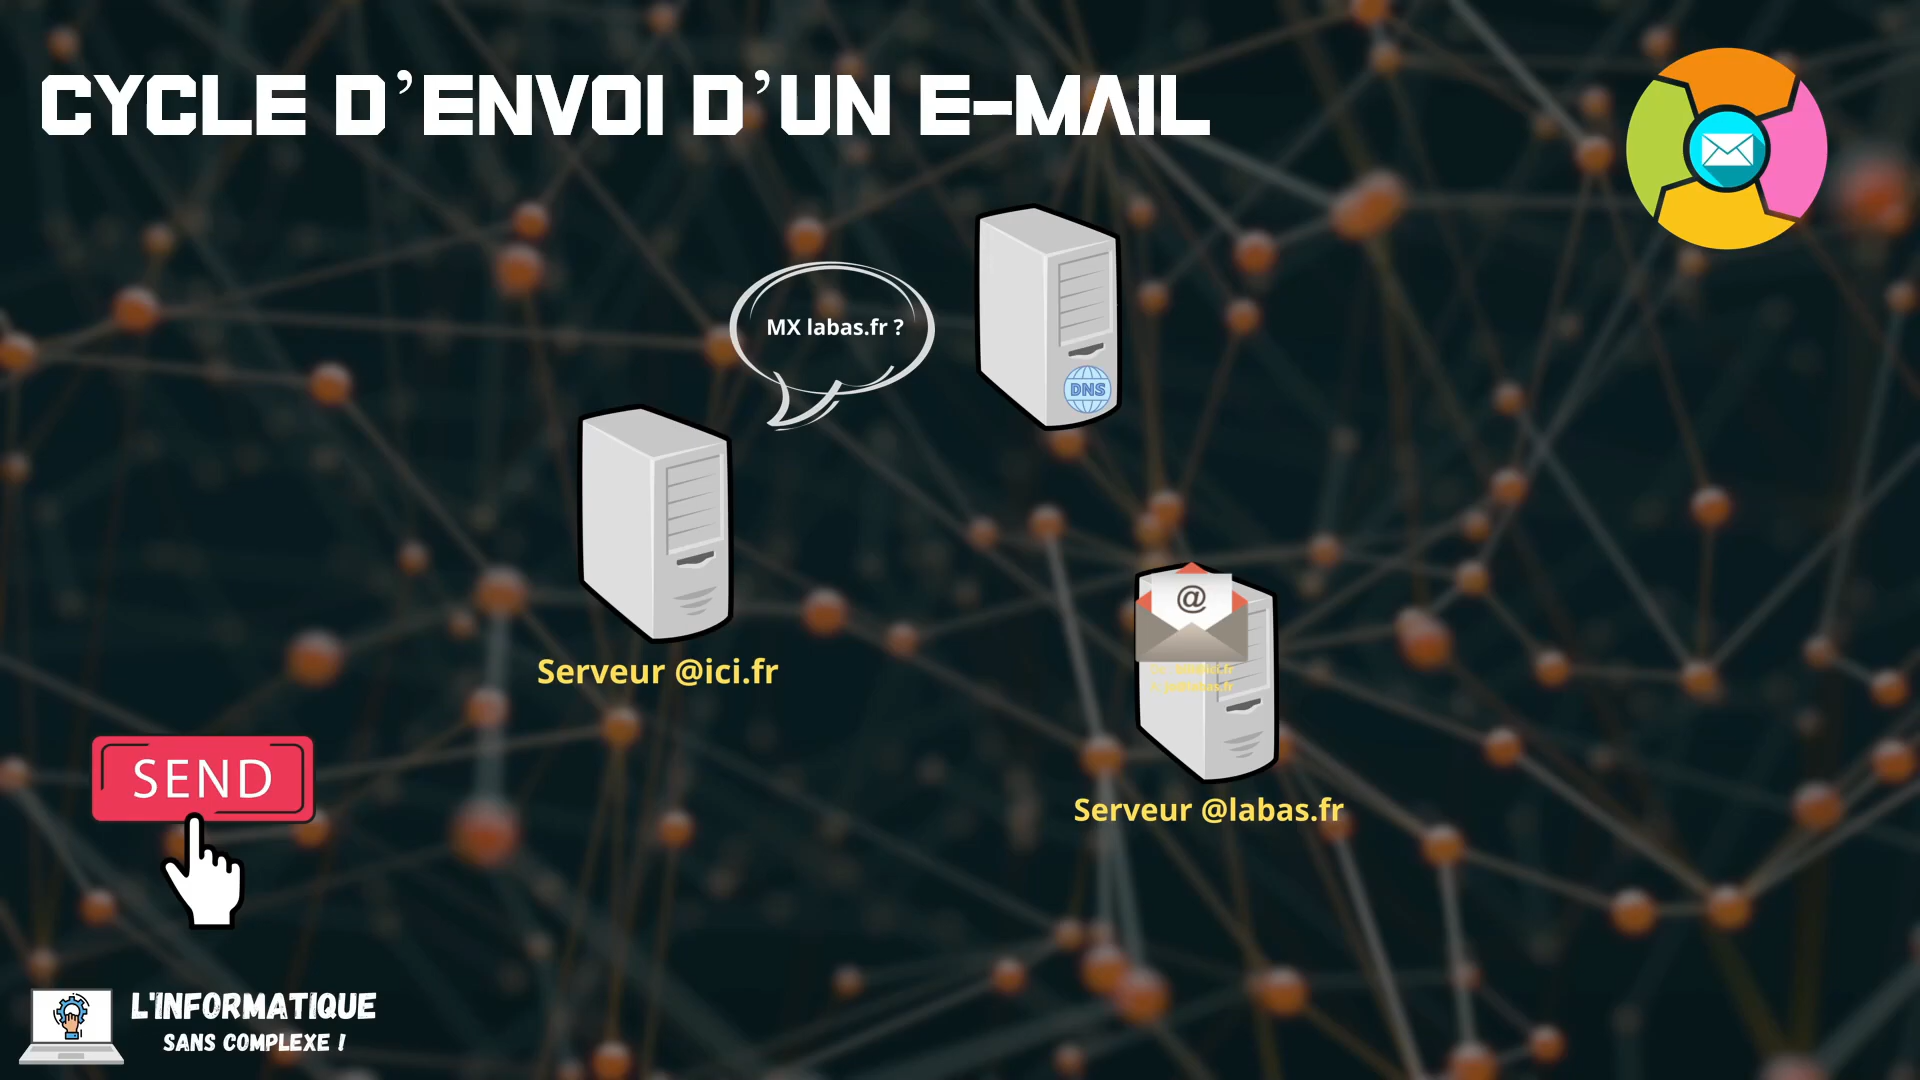 CYCLE D'ENVOI D'UN E-MAIL
MX labas.fr ?
DNS
@
Serveur @ici.fr
SEND
Serveur @labas.fr
L'INFORMATIQUE
SANS COMPLEXE !